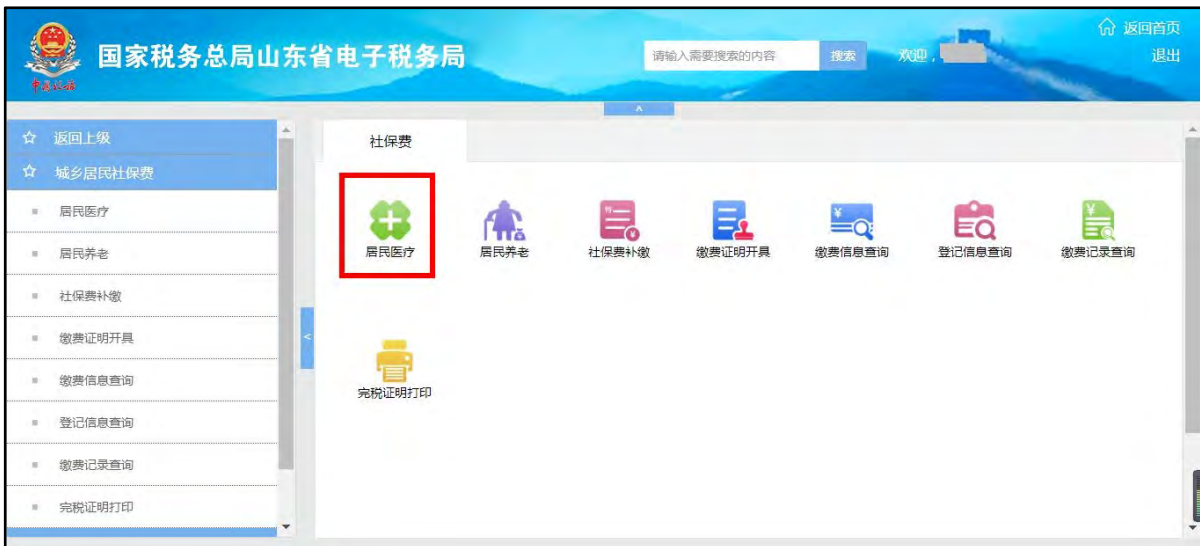 返回首页
国家税务总局山东省电子税务局
请输入需要搜索的内容
搜索
欢迎，
退出
中国税务
返回上级
城乡居民社保费
居民医疗
居民养老
社保费补缴
缴费证明开具
缴费信息查询
登记信息查询
缴费记录查询
完税证明打印
社保费
居民医疗
居民养老
社保费补缴
缴费证明开具
缴费信息查询
登记信息查询
缴费记录查询
完税证明打印